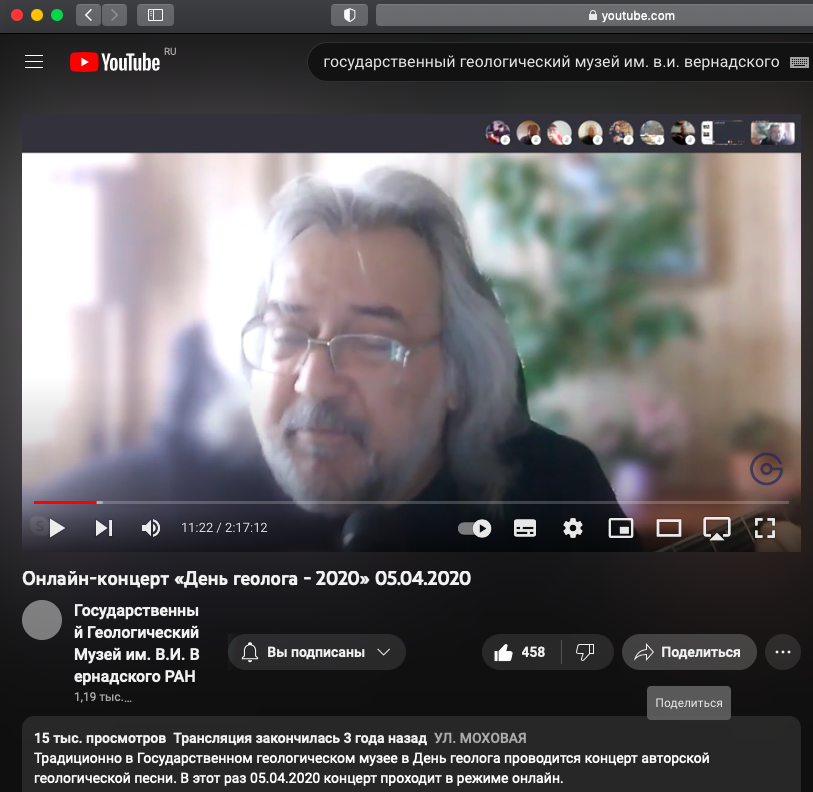 youtube.com
YouTube RU
государственный геологический музей им. в.и. вернадского
11:22 / 2:17:12
Онлайн-концерт «День геолога - 2020» 05.04.2020
Государственны
й Геологический
Музей им. В.И. В
ернадского РАН
1,19 тыс.…
Вы подписаны
458
Поделиться
Поделиться
15 тыс. просмотров Трансляция закончилась 3 года назад УЛ. МОХОВАЯ
Традиционно в Государственном геологическом музее в День геолога проводится концерт авторской
геологической песни. В этот раз 05.04.2020 концерт проходит в режиме онлайн.